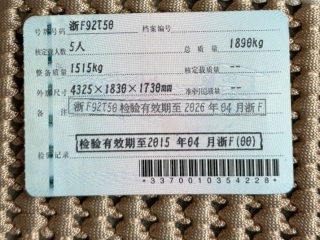 号牌号码 浙F92T50 档案编号
核定载人数 5人 总质量 1890kg
整备质量 1515kg 核定载质量 --
外廓尺寸 4325×1830×1730mm 准牵引总质量 --
备注 浙F92T50检验有效期至2026年04月浙F
检验有效期至2015年04月浙F(00)
检验记录
*3370010354228*